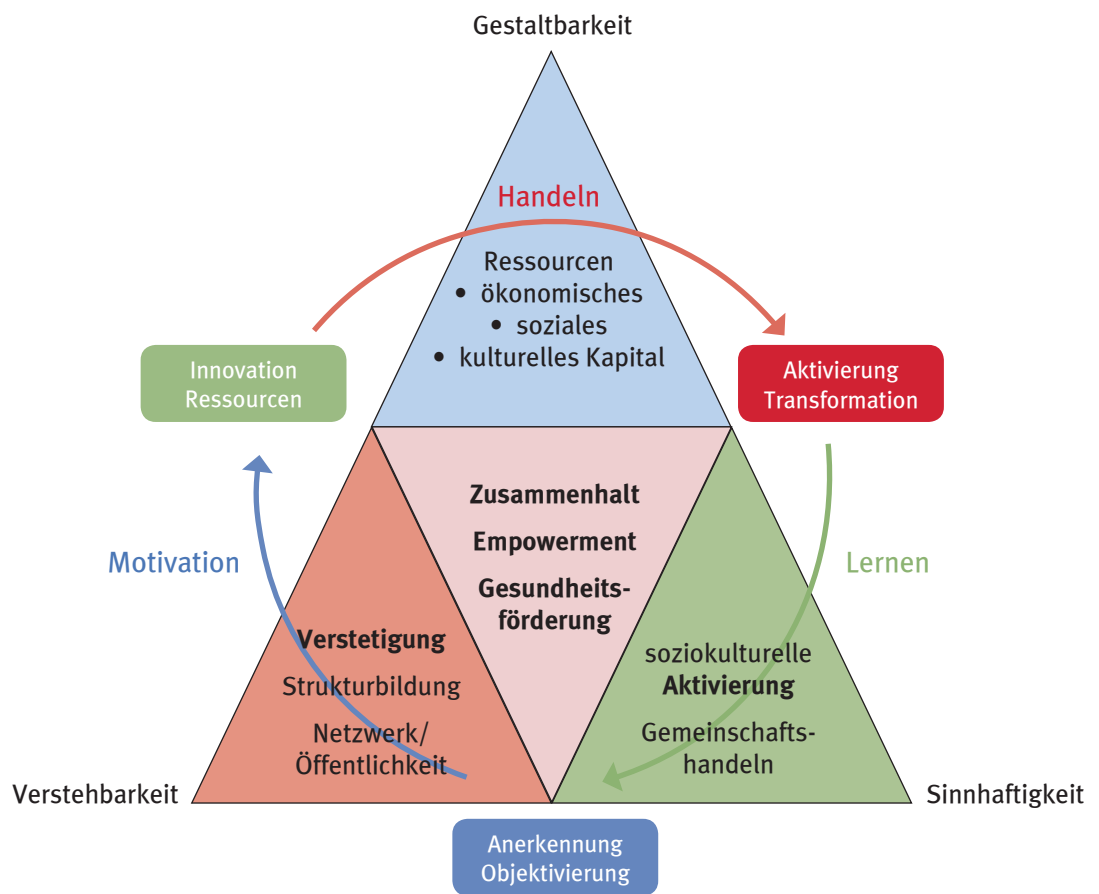 Gestaltbarkeit
Handeln
Ressourcen
• ökonomisches
• soziales
• kulturelles Kapital
Innovation
Ressourcen
Aktivierung
Transformation
Zusammenhalt
Empowerment
Gesundheits-
förderung
Motivation
Lernen
Verstetigung
Strukturbildung
Netzwerk/
Öffentlichkeit
soziokulturelle
Aktivierung
Gemeinschafts-
handeln
Verstehbarkeit
Sinnhaftigkeit
Anerkennung
Objektivierung